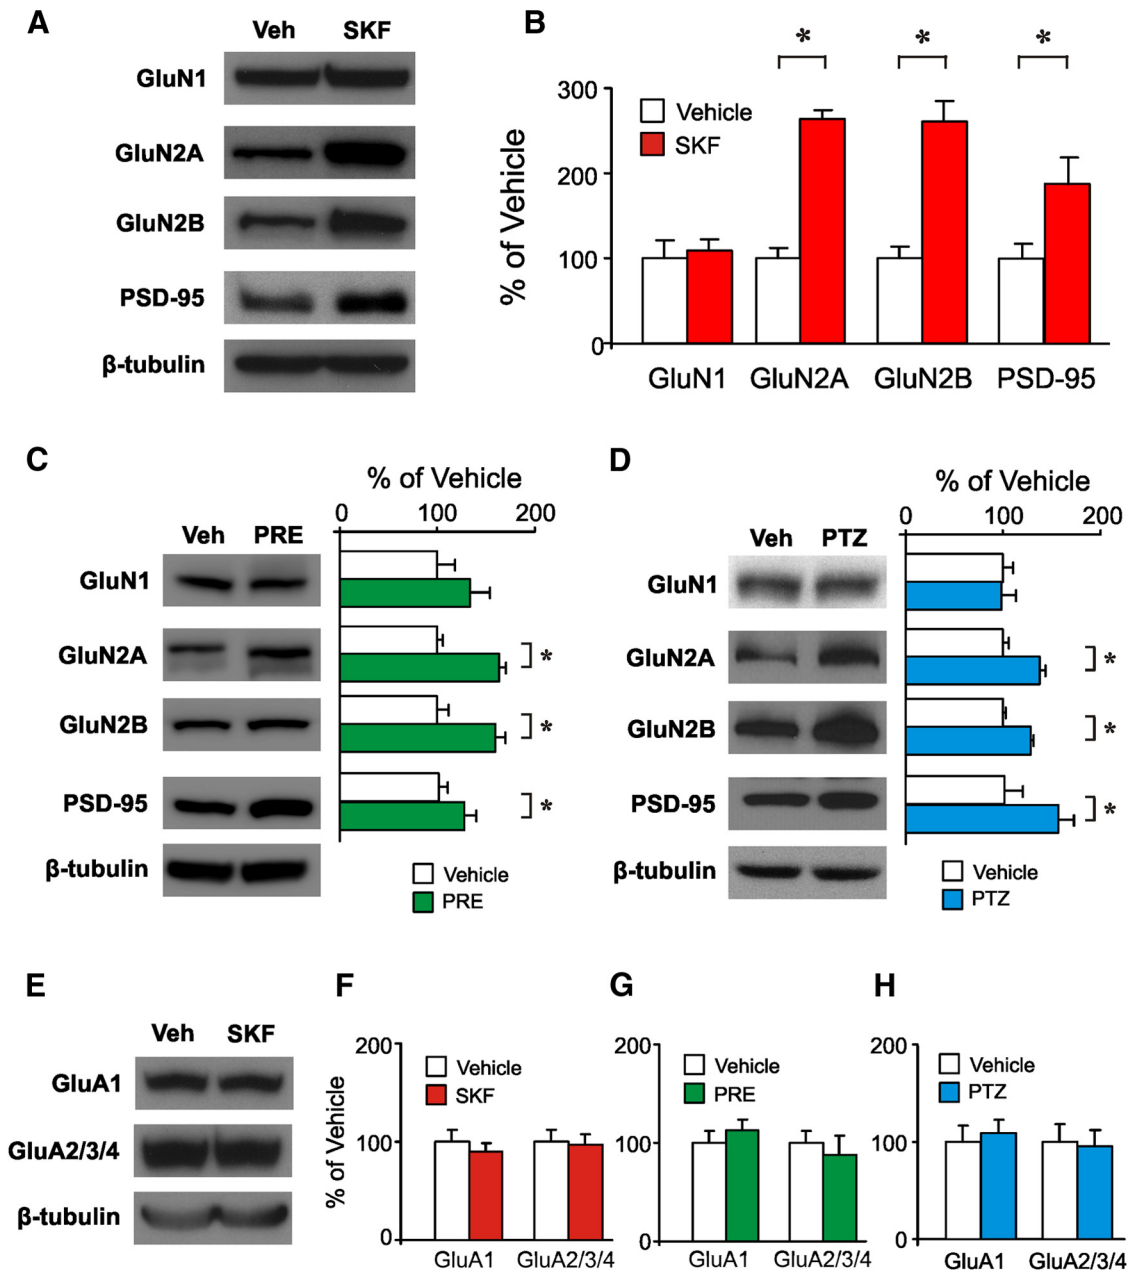 A
Veh SKF
GluN1
GluN2A
GluN2B
PSD-95
β-tubulin
B
* * *
% of Vehicle
300
200
100
0
Vehicle
SKF
GluN1 GluN2A GluN2B PSD-95
C
% of Vehicle
0 100 200
Veh PRE
GluN1
GluN2A
*
GluN2B
*
PSD-95
*
β-tubulin
Vehicle
PRE
D
% of Vehicle
0 100 200
Veh PTZ
GluN1
GluN2A
*
GluN2B
*
PSD-95
*
β-tubulin
Vehicle
PTZ
E
Veh SKF
GluA1
GluA2/3/4
β-tubulin
F
% of Vehicle
200
100
0
Vehicle
SKF
GluA1 GluA2/3/4
G
200
100
0
Vehicle
PRE
GluA1 GluA2/3/4
H
200
100
0
Vehicle
PTZ
GluA1 GluA2/3/4